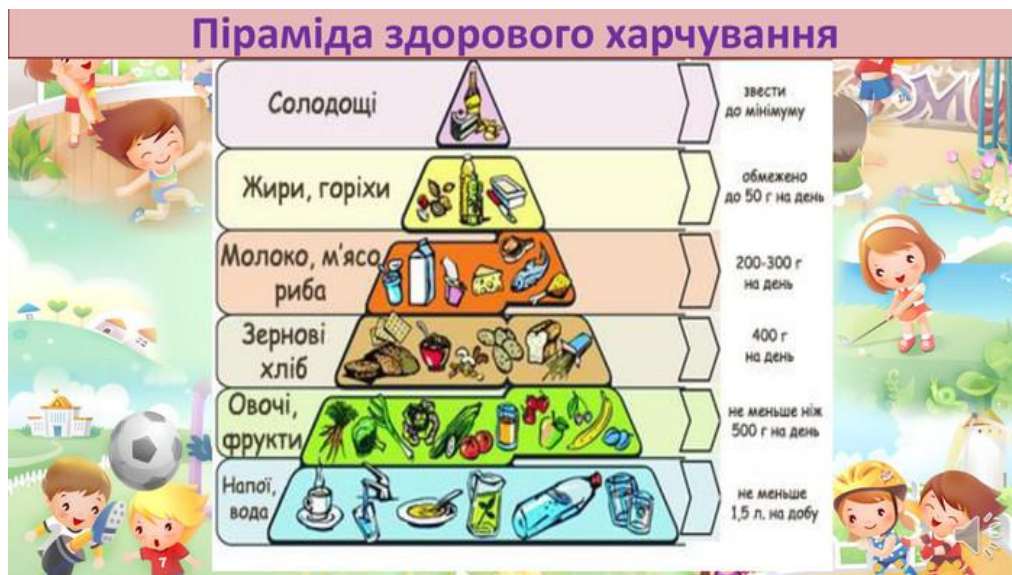 Піраміда здорового харчування
Солодощі
звести
до мінімуму
Жири, горіхи
обмежено
до 50 г на день
Молоко, м'ясо,
риба
200-300 г
на день
Зернові
хліб
400 г
на день
Овочі,
фрукти
не меньше ніж
500 г на день
Напої,
вода
не меньше
1,5 л. на добу
7